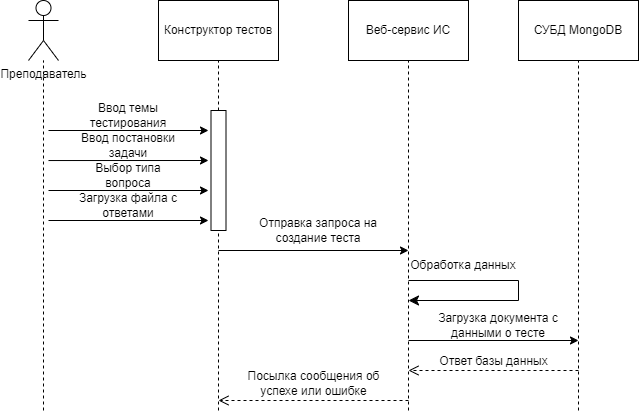 Конструктор тестов
Веб-сервис ИС
СУБД MongoDB
Преподаватель
Ввод темы
тестирования
Ввод постановки
задачи
Выбор типа
вопроса
Загрузка файла с
ответами
Отправка запроса на
создание теста
Обработка данных
Загрузка документа с
данными о тесте
Ответ базы данных
Посылка сообщения об
успехе или ошибке